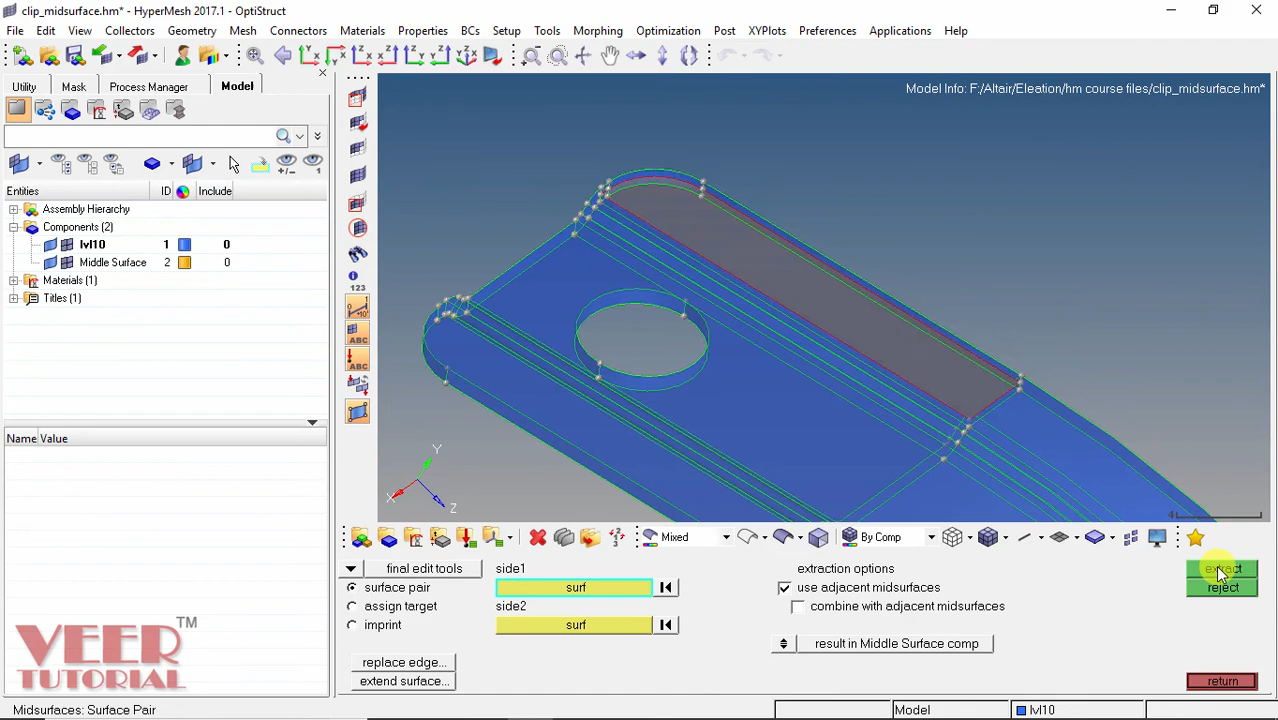 clip_midsurface.hm* - HyperMesh 2017.1 - OptiStruct
File Edit View Collectors Geometry Mesh Connectors Materials Properties BCs Setup Tools Morphing Optimization Post XYPlots Preferences Applications Help
Utility Mask Process Manager Model
Model Info: F:/Altair/Eleation/hm course files/clip_midsurface.hm*
Entities ID Include
Assembly Hierarchy
Components (2)
lvl10 1 0
Middle Surface 2 0
Materials (1)
Titles (1)
123
ABC
ABC
Name Value
X Y Z
4
Mixed By Comp
final edit tools side1 extraction options extract
surface pair surf use adjacent midsurfaces reject
assign target side2 combine with adjacent midsurfaces
imprint surf
result in Middle Surface comp
replace edge...
extend surface... return
VEER TM
TUTORIAL
Midsurfaces: Surface Pair Model lvl10